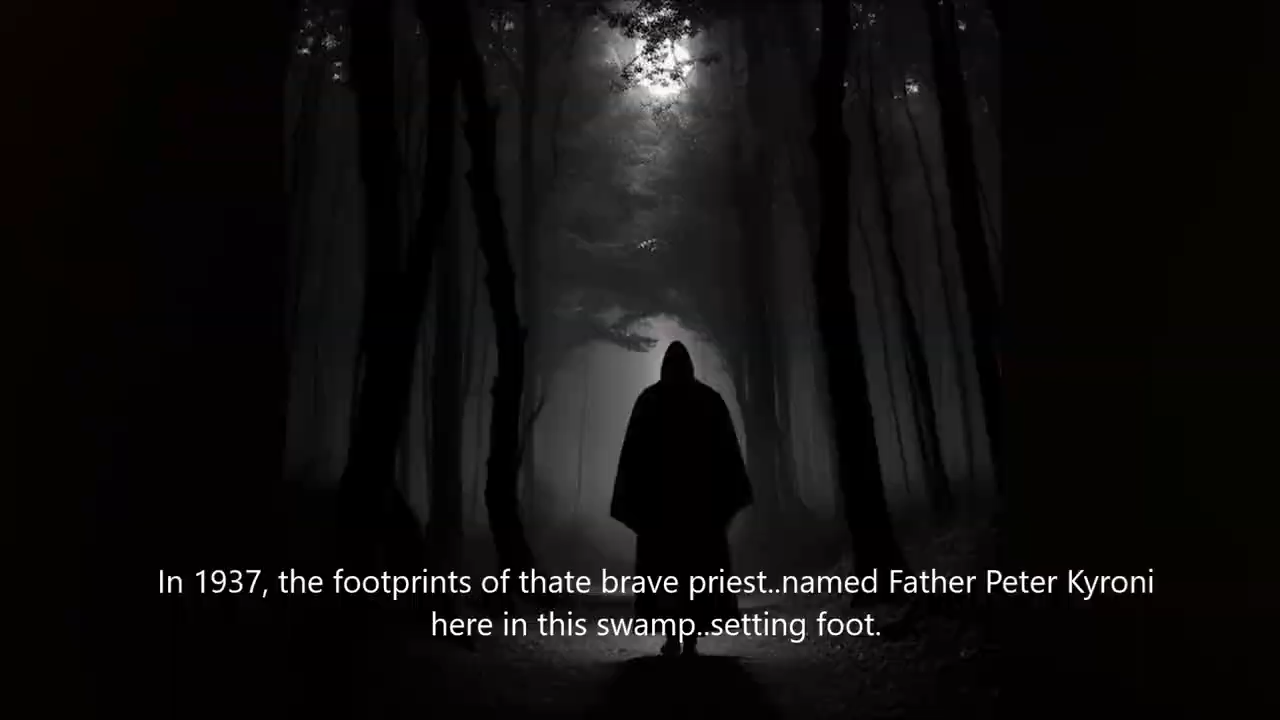 In 1937, the footprints of thate brave priest..named Father Peter Kyroni
here in this swamp..setting foot.